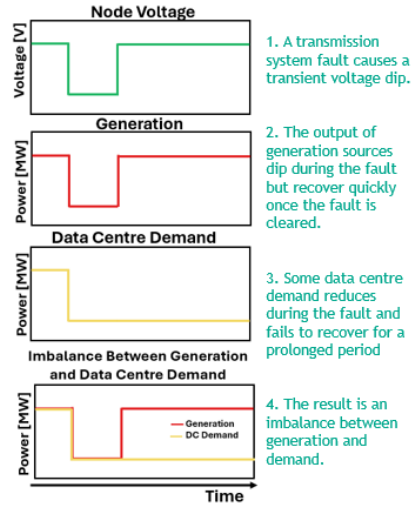 Node Voltage
Voltage [V]
1. A transmission
system fault causes a
transient voltage dip.
Generation
Power [MW]
2. The output of
generation sources
dip during the fault
but recover quickly
once the fault is
cleared.
Data Centre Demand
Power [MW]
3. Some data centre
demand reduces
during the fault and
fails to recover for a
prolonged period
Imbalance Between Generation
and Data Centre Demand
Power [MW]
Generation
DC Demand
4. The result is an
imbalance between
generation and
demand.
Time